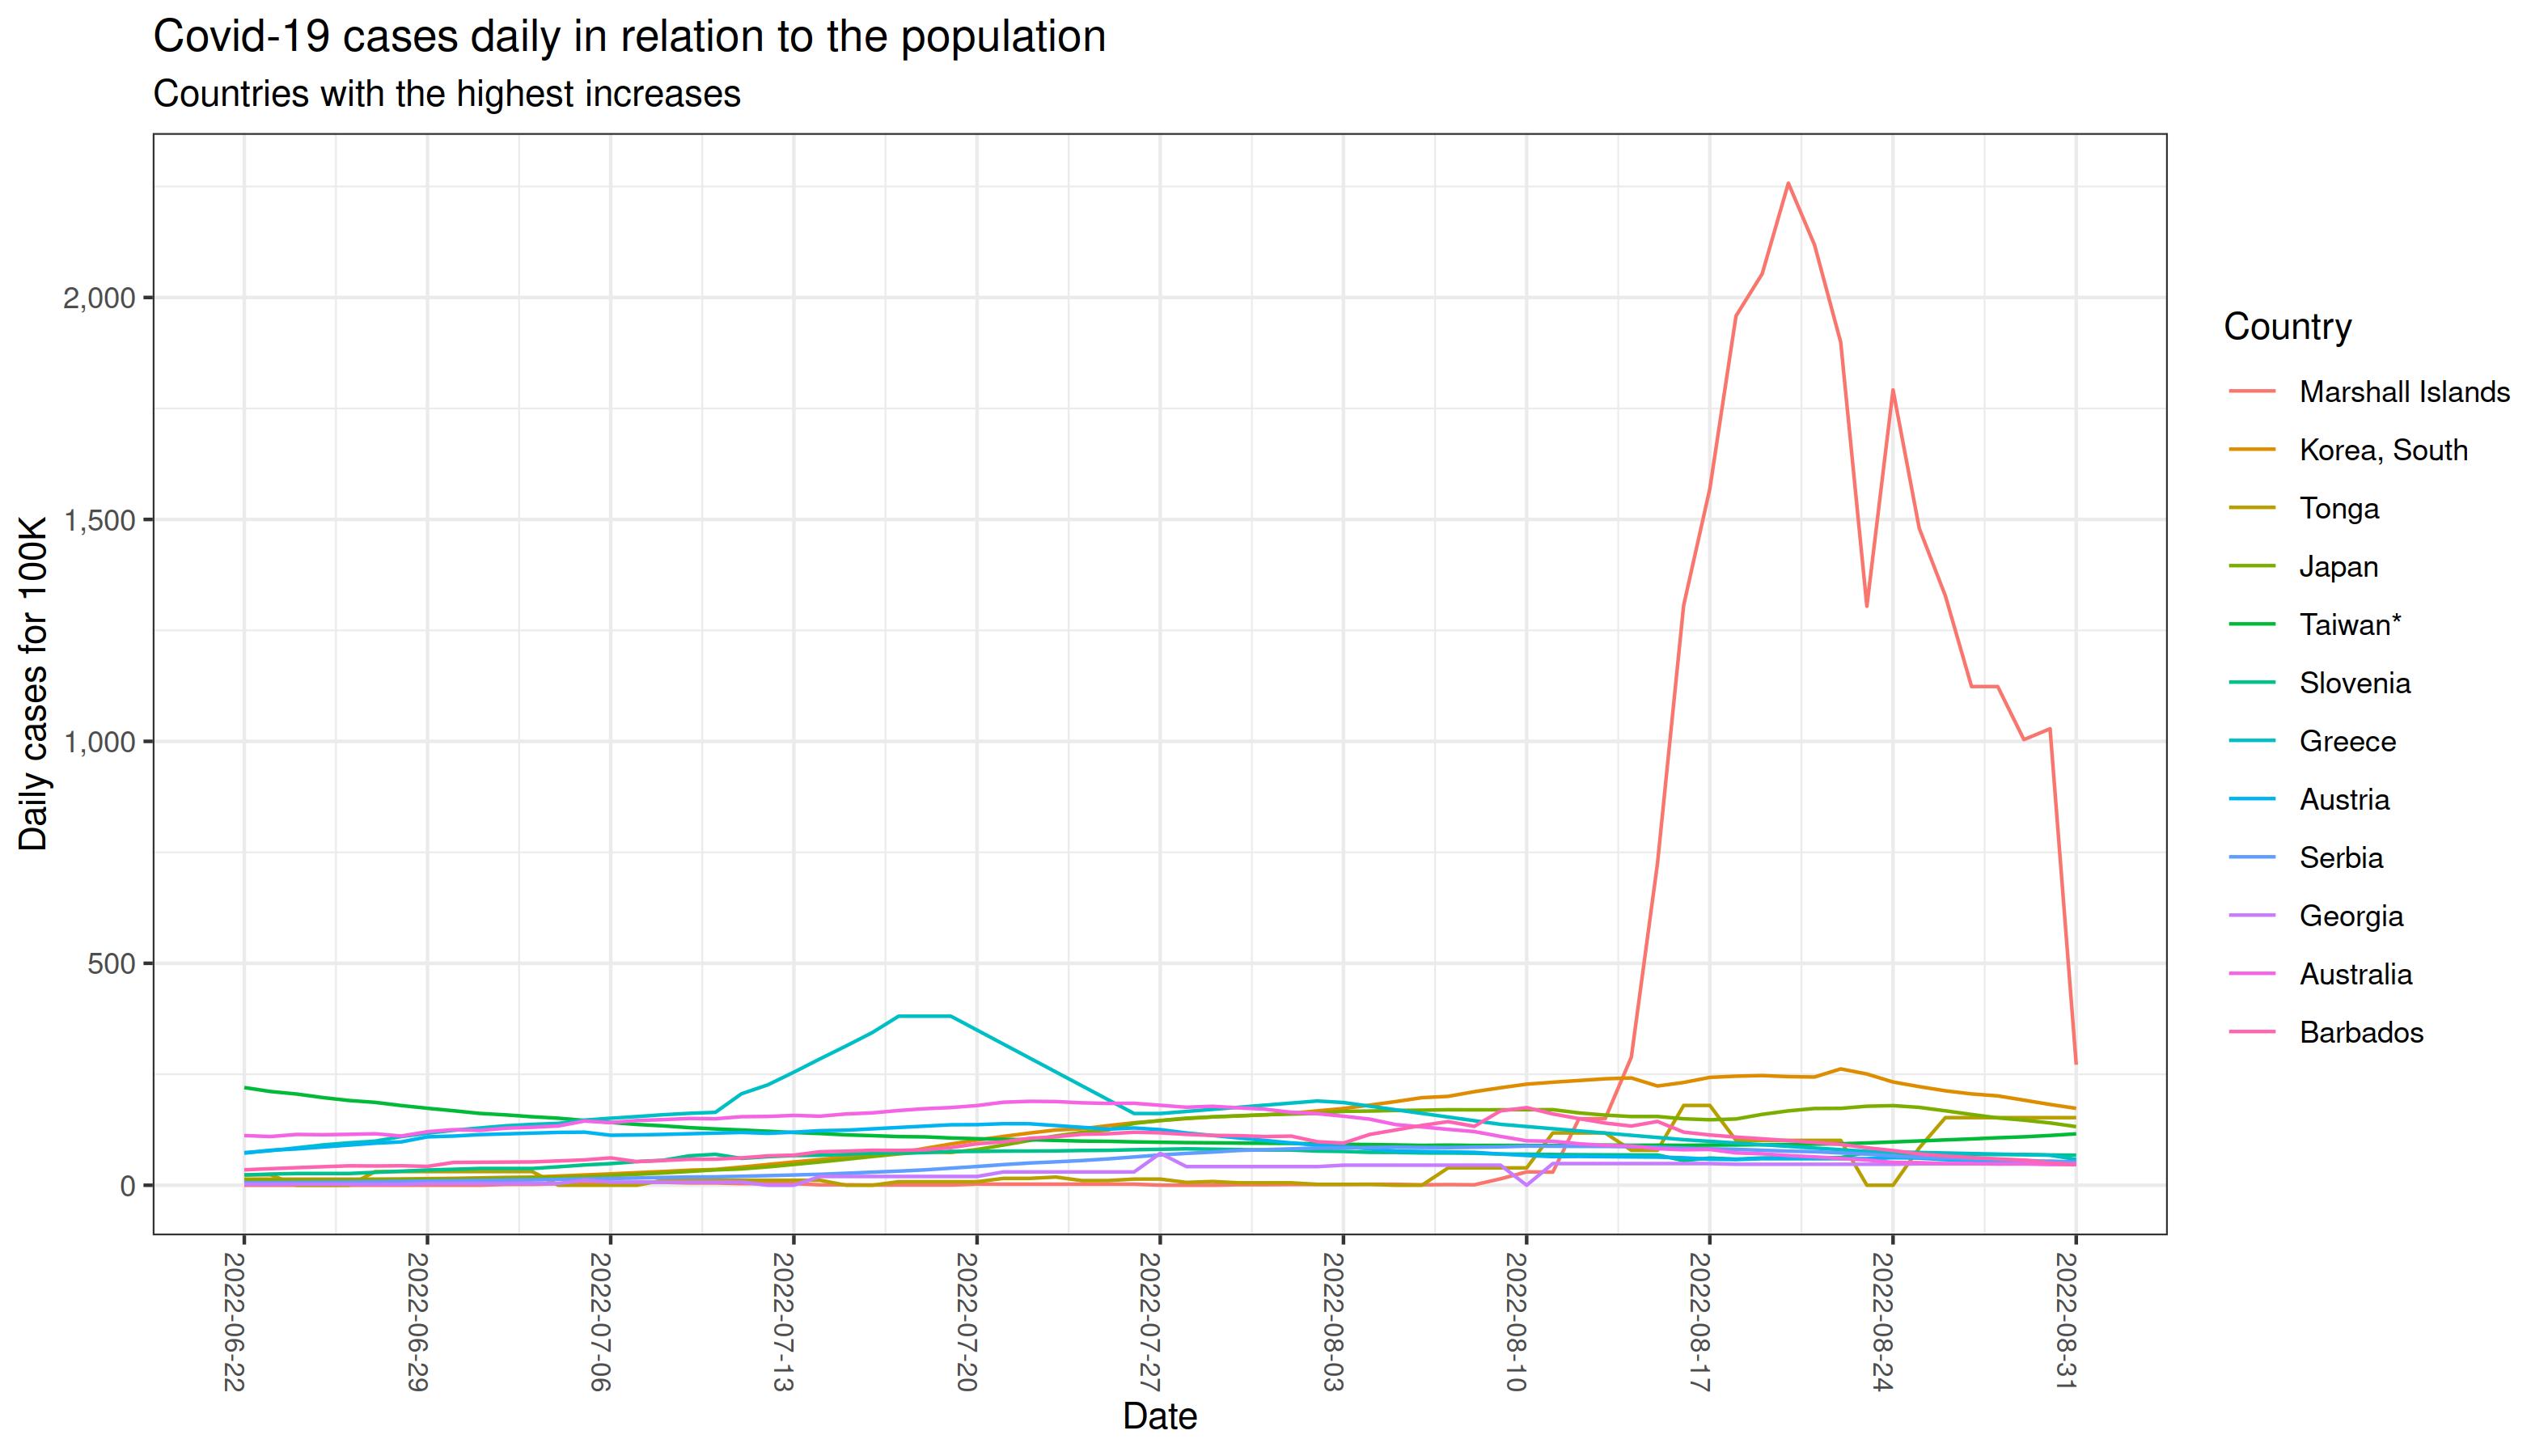 Covid-19 cases daily in relation to the population
Countries with the highest increases
Daily cases for 100K
2,000
1,500
1,000
500
0
2022-06-22
2022-06-29
2022-07-06
2022-07-13
2022-07-20
2022-07-27
2022-08-03
2022-08-10
2022-08-17
2022-08-24
2022-08-31
Date
Country
Marshall Islands
Korea, South
Tonga
Japan
Taiwan*
Slovenia
Greece
Austria
Serbia
Georgia
Australia
Barbados